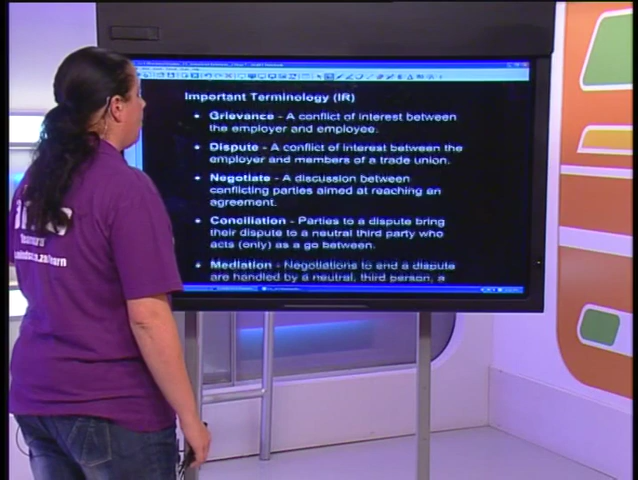 Important Terminology (IR)
• Grievance - A conflict of interest between
the employer and employee.
• Dispute - A conflict of interest between the
employer and members of a trade union.
• Negotiate - A discussion between
conflicting parties aimed at reaching an
agreement.
• Conciliation - Parties to a dispute bring
their dispute to a neutral third party who
acts (only) as a go between.
• Mediation - Negotiations to end a dispute
are handled by a neutral, third person, a